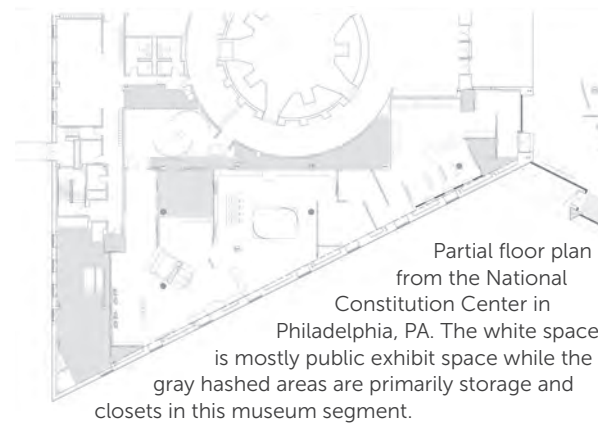 Partial floor plan
from the National
Constitution Center in
Philadelphia, PA. The white space
is mostly public exhibit space while the
gray hashed areas are primarily storage and
closets in this museum segment.